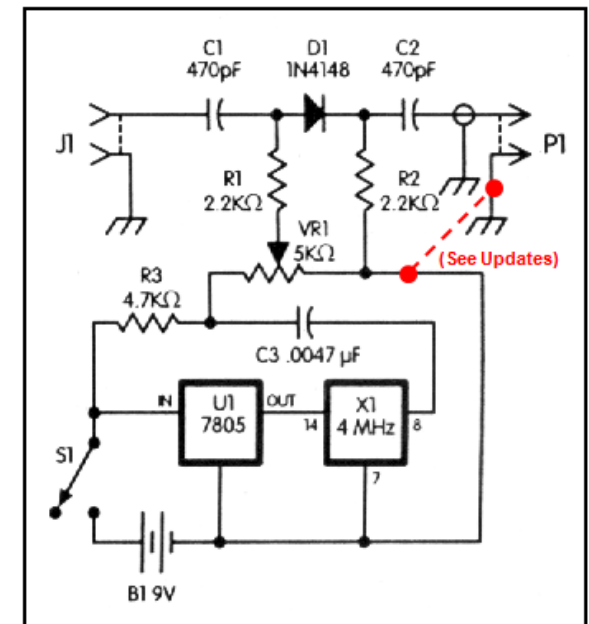 C1
470pF
D1
1N4148
C2
470pF
J1
P1
R1
2.2KΩ
R2
2.2KΩ
VR1
5KΩ
(See Updates)
R3
4.7KΩ
C3 .0047 µF
IN
U1
7805
OUT
14
X1
4 MHz
8
7
S1
B1 9V